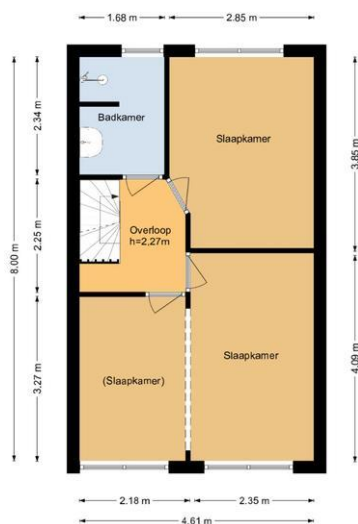 1.68 m
2.85 m
2.34 m
Badkamer
Slaapkamer
3.85 m
8.00 m
2.25 m
Overloop
h=2,27m
3.27 m
(Slaapkamer)
Slaapkamer
4.09 m
2.18 m
2.35 m
4.61 m